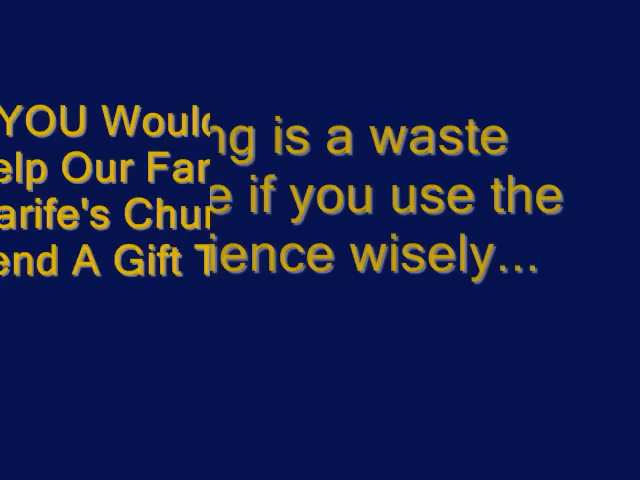 YOU Would
elp Our Far
arife's Chur
end A Gift T
ng is a waste
e if you use the
ience wisely...